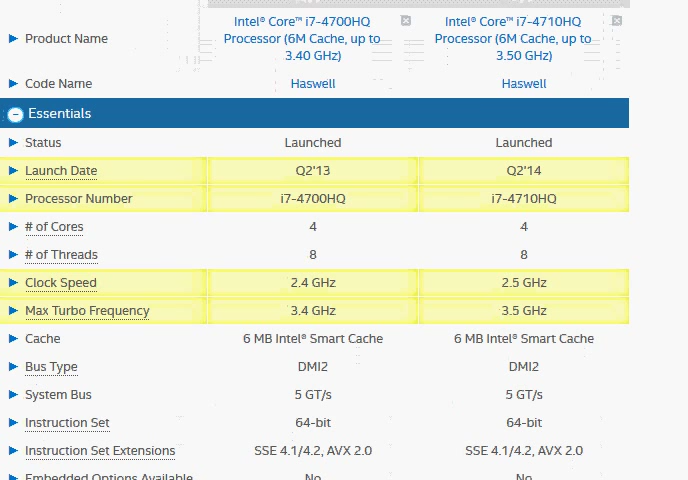 Product Name Intel® Core™ i7-4700HQ Processor (6M Cache, up to 3.40 GHz) Intel® Core™ i7-4710HQ Processor (6M Cache, up to 3.50 GHz)
Code Name Haswell Haswell
Essentials
Status Launched Launched
Launch Date Q2'13 Q2'14
Processor Number i7-4700HQ i7-4710HQ
# of Cores 4 4
# of Threads 8 8
Clock Speed 2.4 GHz 2.5 GHz
Max Turbo Frequency 3.4 GHz 3.5 GHz
Cache 6 MB Intel® Smart Cache 6 MB Intel® Smart Cache
Bus Type DMI2 DMI2
System Bus 5 GT/s 5 GT/s
Instruction Set 64-bit 64-bit
Instruction Set Extensions SSE 4.1/4.2, AVX 2.0 SSE 4.1/4.2, AVX 2.0
Embedded Options Available No No